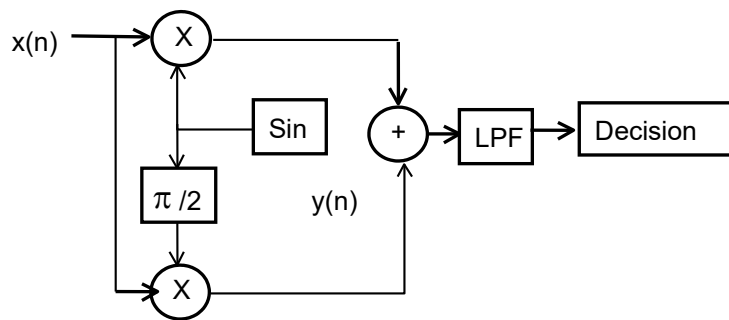 x(n)
X
Sin
+
LPF
Decision
π /2
y(n)
X